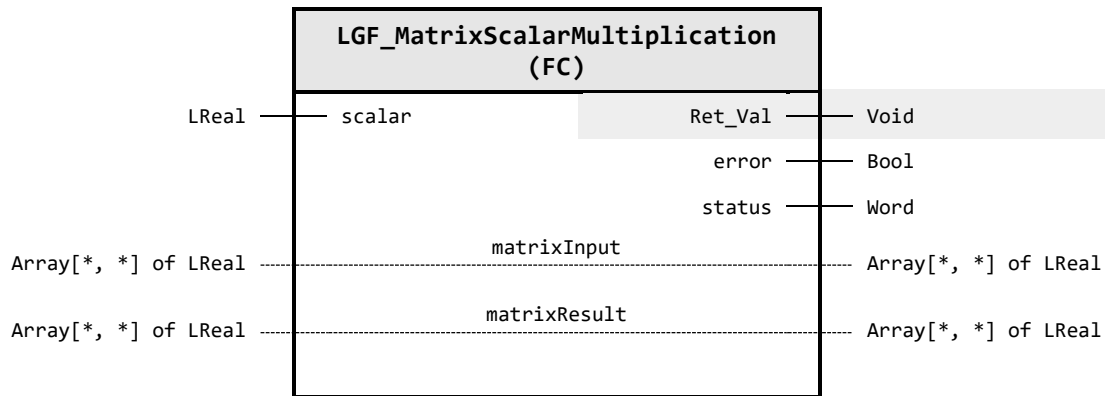 LGF_MatrixScalarMultiplication
(FC)
LReal scalar Ret_Val Void
error Bool
status Word
matrixInput
Array[*, *] of LReal Array[*, *] of LReal
matrixResult
Array[*, *] of LReal Array[*, *] of LReal